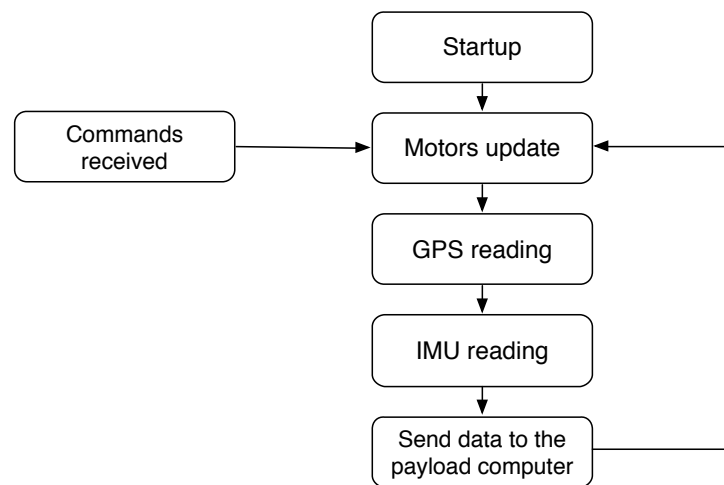 Startup
Commands
received
Motors update
GPS reading
IMU reading
Send data to the
payload computer